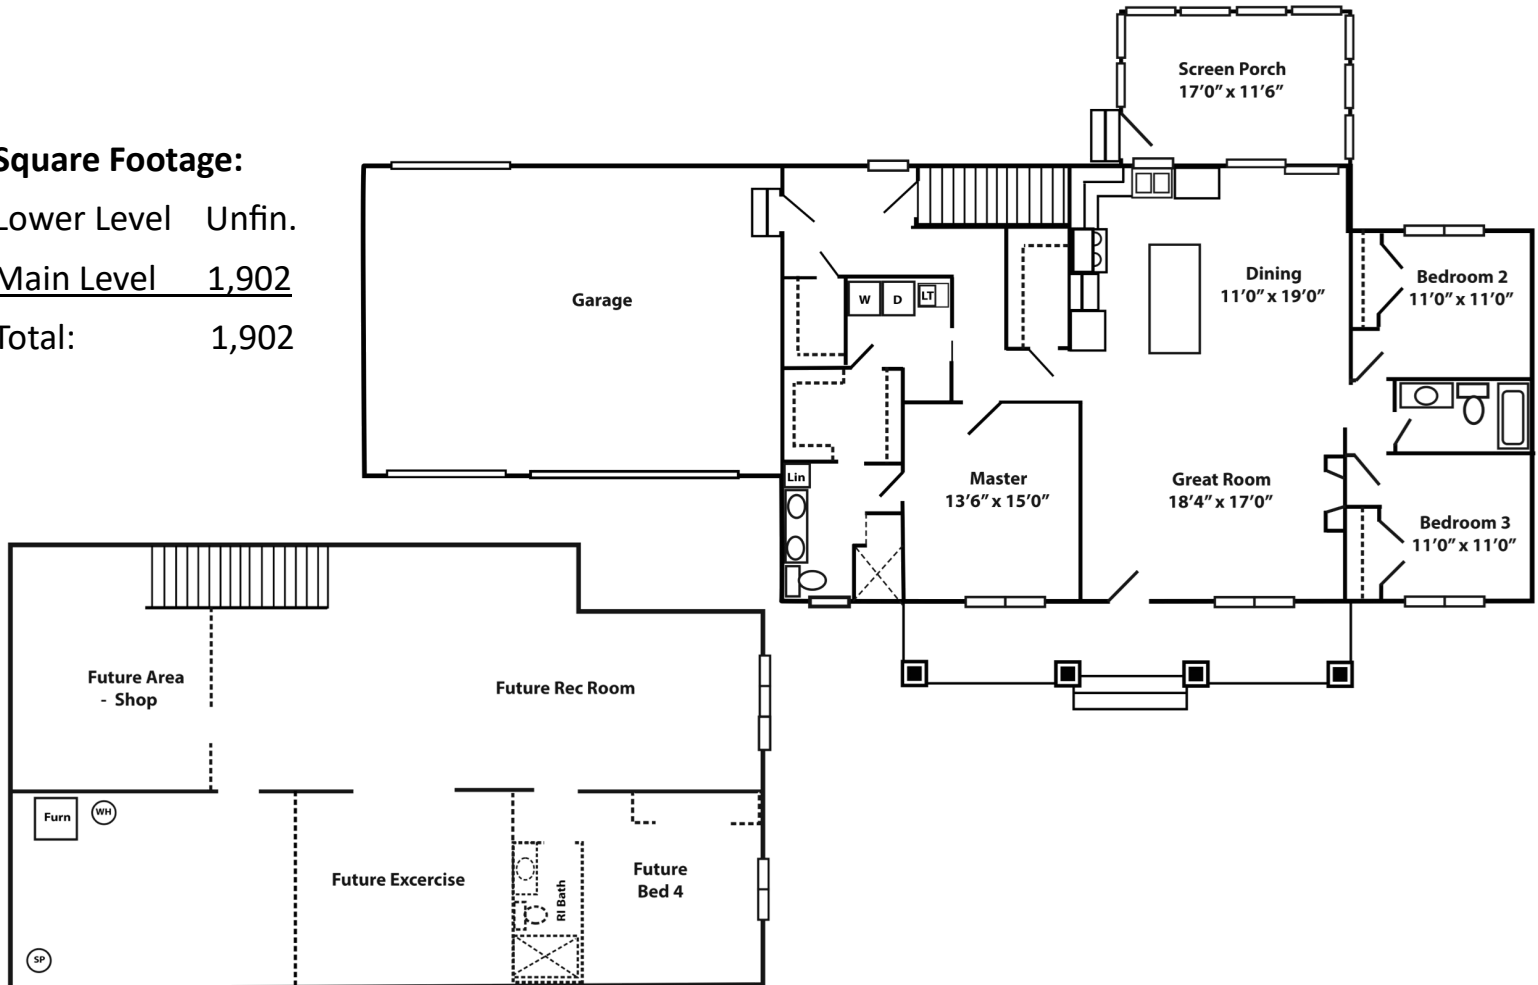 Square Footage:
Lower Level Unfin.
Main Level 1,902
Total: 1,902
Screen Porch
17'0" x 11'6"
Garage
W
D
LT
Dining
11'0" x 19'0"
Bedroom 2
11'0" x 11'0"
Lin
Master
13'6" x 15'0"
Great Room
18'4" x 17'0"
Bedroom 3
11'0" x 11'0"
Future Area
- Shop
Future Rec Room
Furn
WH
Future Excercise
RI Bath
Future
Bed 4
SP